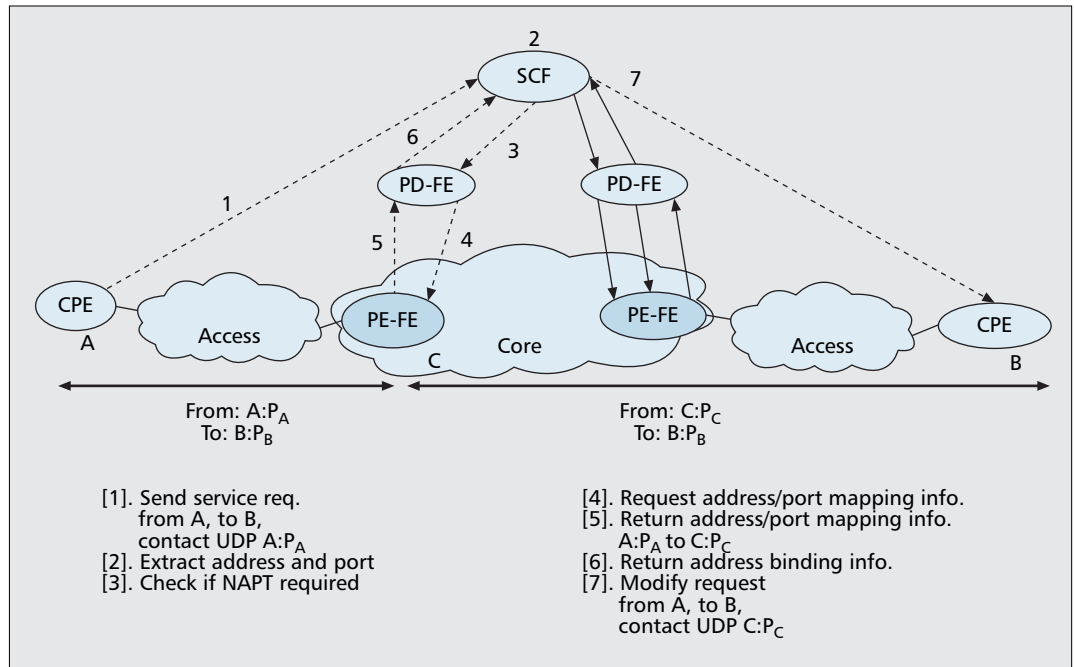 2
SCF
7
6
3
PD-FE
PD-FE
1
5
4
CPE
A
Access
PE-FE
C
Core
PE-FE
Access
CPE
B
From: A:PA
To: B:PB
From: C:PC
To: B:PB
[1]. Send service req.
from A, to B,
contact UDP A:PA
[2]. Extract address and port
[3]. Check if NAPT required
[4]. Request address/port mapping info.
[5]. Return address/port mapping info.
A:PA to C:PC
[6]. Return address binding info.
[7]. Modify request
from A, to B,
contact UDP C:PC